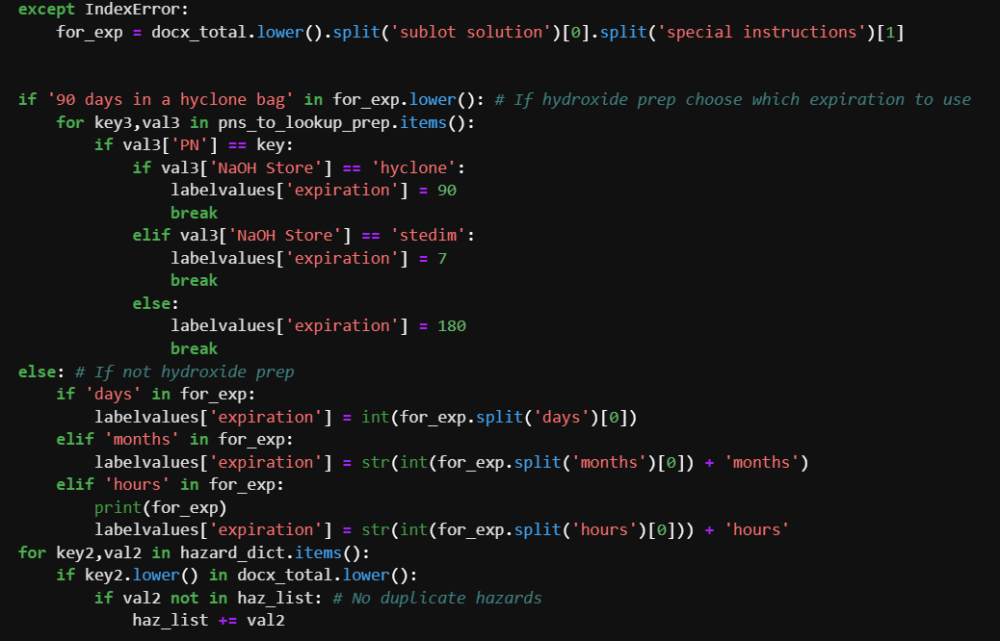 except IndexError:
    for_exp = docx_total.lower().split('sublot solution')[0].split('special instructions')[1]
if '90 days in a hyclone bag' in for_exp.lower(): # If hydroxide prep choose which expiration to use
    for key3,val3 in pns_to_lookup_prep.items():
        if val3['PN'] == key:
            if val3['NaOH Store'] == 'hyclone':
                labelvalues['expiration'] = 90
                break
            elif val3['NaOH Store'] == 'stedim':
                labelvalues['expiration'] = 7
                break
            else:
                labelvalues['expiration'] = 180
                break
else: # If not hydroxide prep
    if 'days' in for_exp:
        labelvalues['expiration'] = int(for_exp.split('days')[0])
    elif 'months' in for_exp:
        labelvalues['expiration'] = str(int(for_exp.split('months')[0]) + 'months')
    elif 'hours' in for_exp:
        print(for_exp)
        labelvalues['expiration'] = str(int(for_exp.split('hours')[0])) + 'hours'
for key2,val2 in hazard_dict.items():
    if key2.lower() in docx_total.lower():
        if val2 not in haz_list: # No duplicate hazards
            haz_list += val2